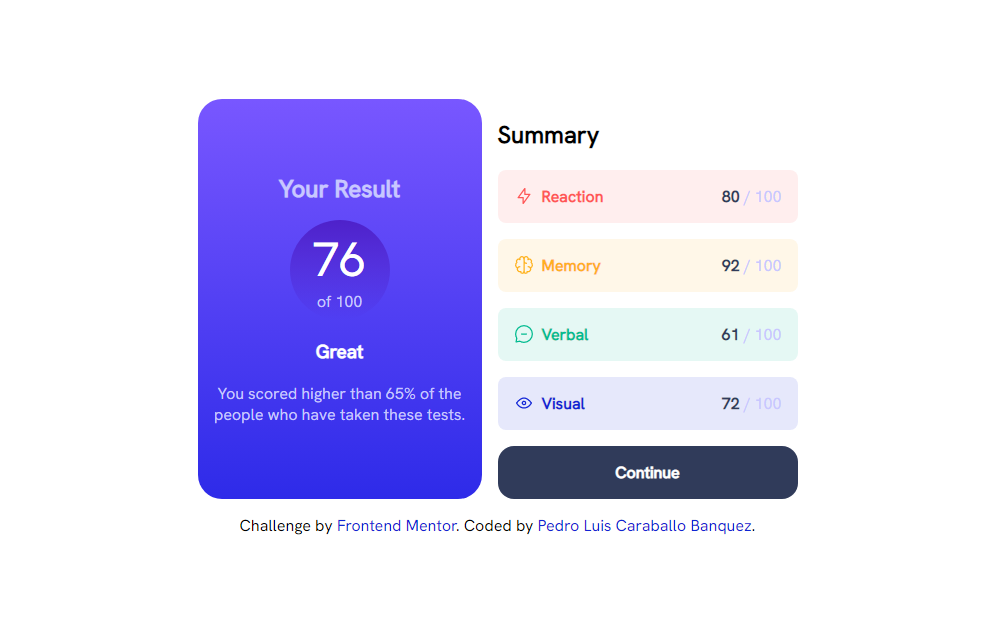 Your Result
76
of 100
Great
You scored higher than 65% of the
people who have taken these tests.
Summary
Reaction 80 / 100
Memory 92 / 100
Verbal 61 / 100
Visual 72 / 100
Continue
Challenge by Frontend Mentor. Coded by Pedro Luis Caraballo Banquez.